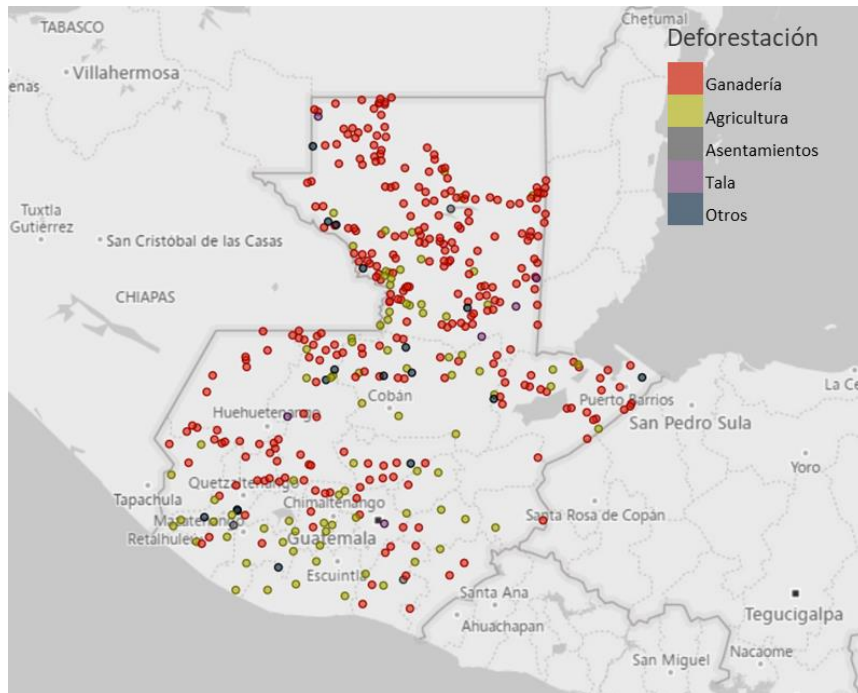 Chetumal
TABASCO
Villahermosa
enas
Deforestación
Ganadería
Agricultura
Asentamientos
Tala
Otros
Tuxtla
Gutiérrez
San Cristóbal de las Casas
CHIAPAS
La Ce
Cobán
Puerto Barrios
Huehuetenango
San Pedro Sula
Yoro
Quetzaltenango
Tapachula
Chimaltenango
Santa Rosa de Copán
Mazatenango
Retalhuleu
Guatemala
Escuintla
Santa Ana
Tegucigalpa
Ahuachapan
San Miguel
Nacaome